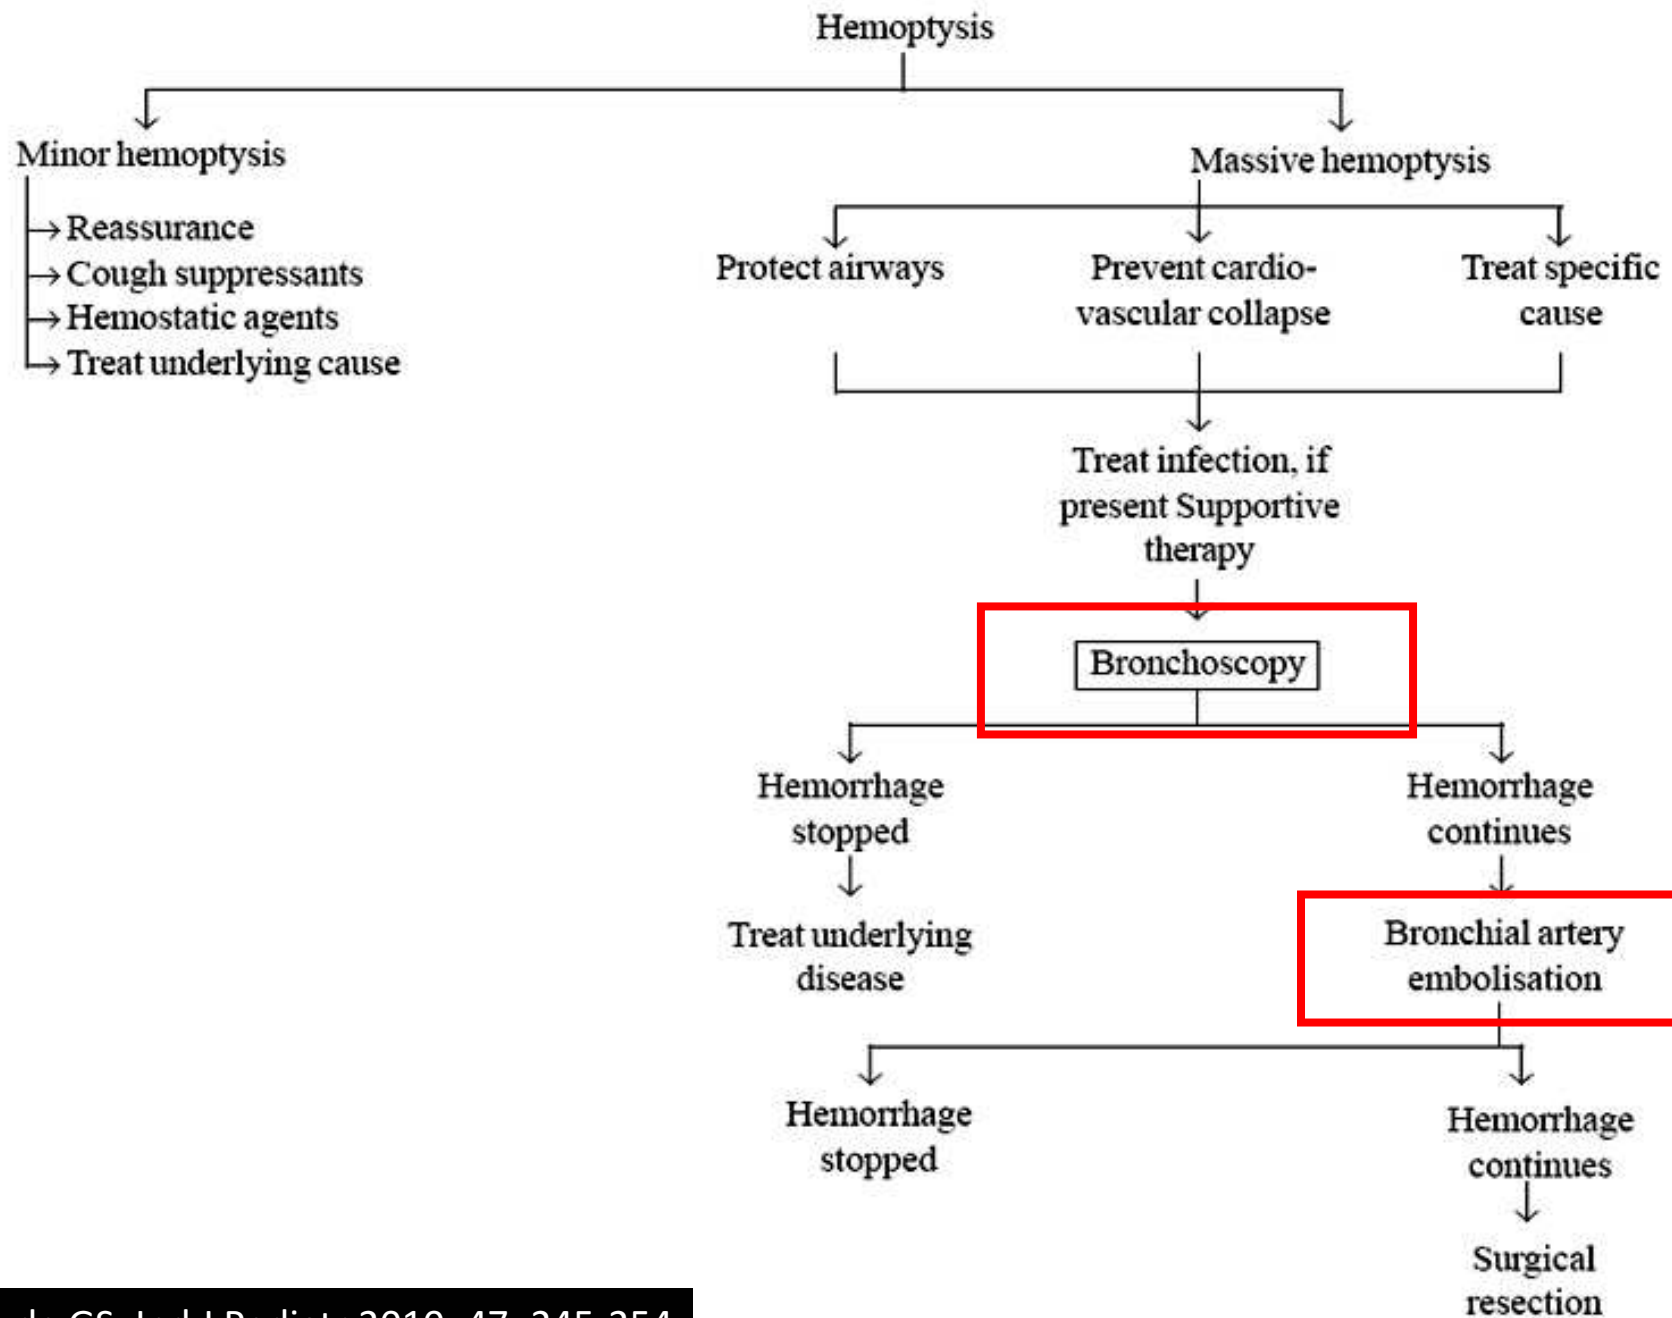 Hemoptysis
Minor hemoptysis
Reassurance
Cough suppressants
Hemostatic agents
Treat underlying cause
Massive hemoptysis
Protect airways
Prevent cardio-
vascular collapse
Treat specific
cause
Treat infection, if
present Supportive
therapy
Bronchoscopy
Hemorrhage
stopped
Treat underlying
disease
Hemorrhage
continues
Bronchial artery
embolisation
Hemorrhage
stopped
Hemorrhage
continues
Surgical
resection